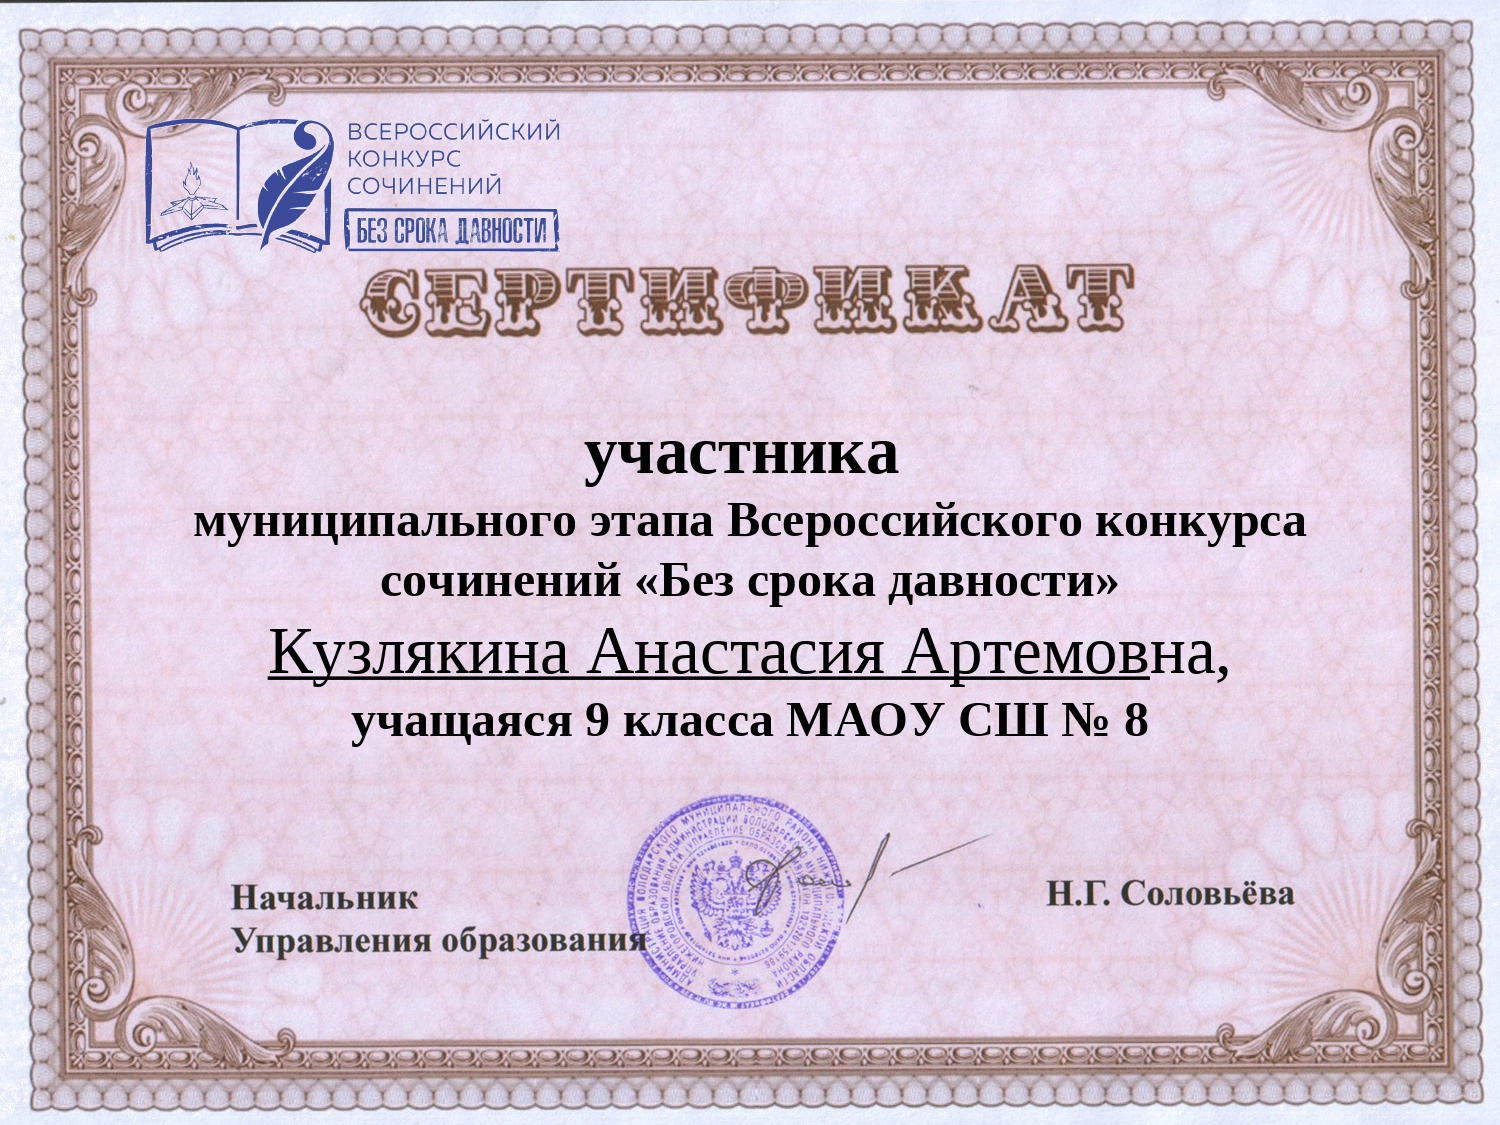 ВСЕРОССИЙСКИЙ
КОНКУРС
СОЧИНЕНИЙ
БЕЗ СРОКА ДАВНОСТИ
СЕРТИФИКАТ
участника
муниципального этапа Всероссийского конкурса
сочинений «Без срока давности»
Кузлякина Анастасия Артемовна,
учащаяся 9 класса МАОУ СШ № 8
Начальник
Управления образования
Н.Г. Соловьёва